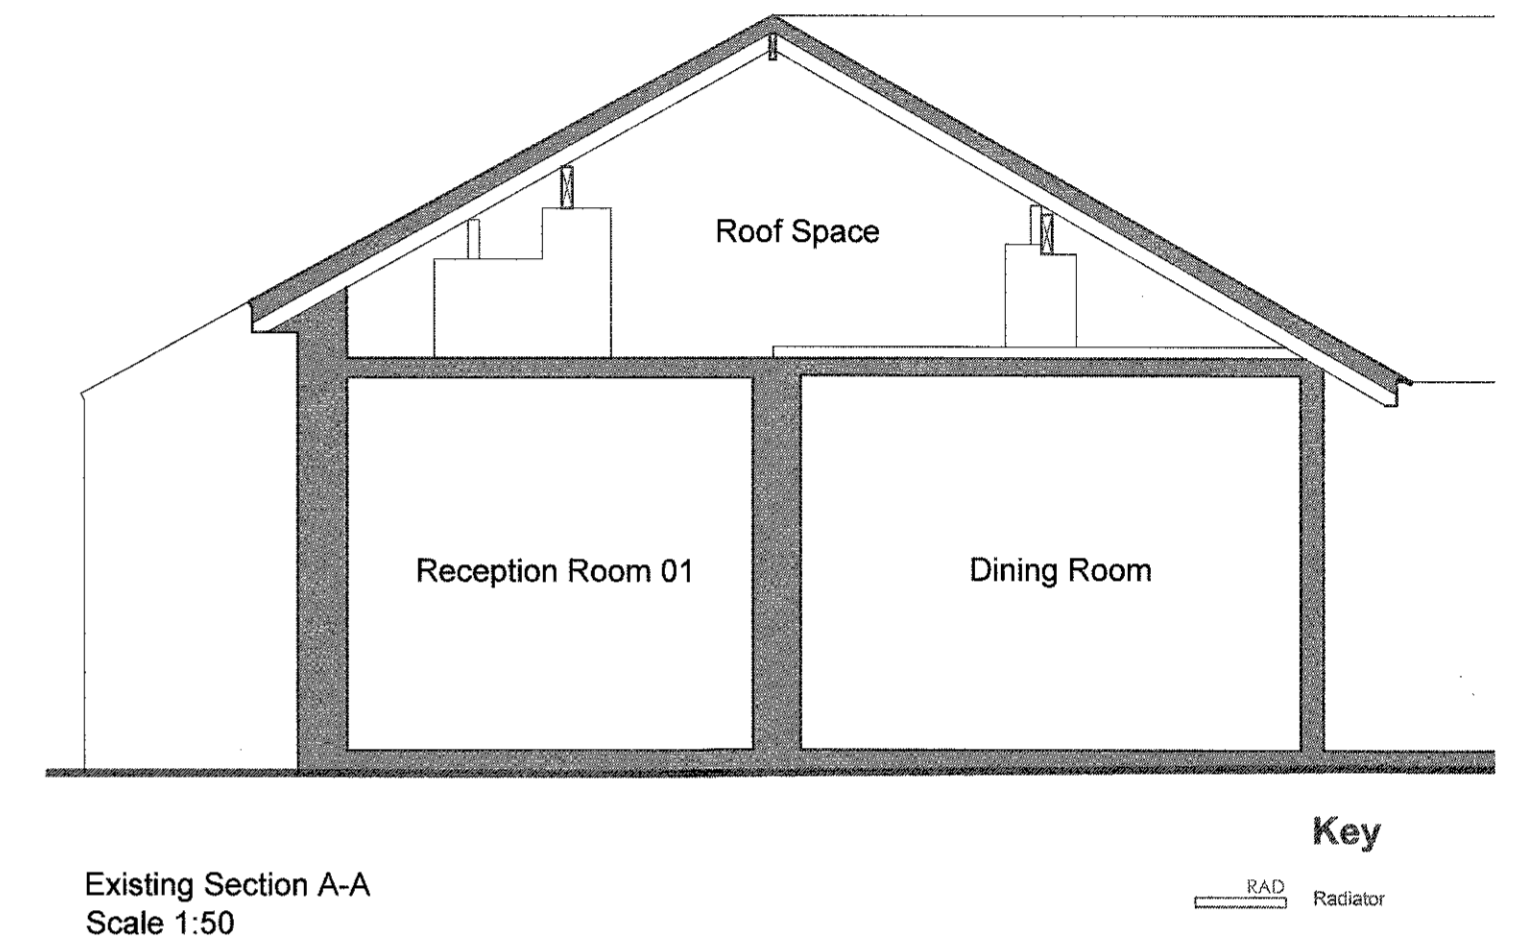 Roof Space
Reception Room 01
Dining Room
Existing Section A-A
Scale 1:50
Key
RAD
Radiator